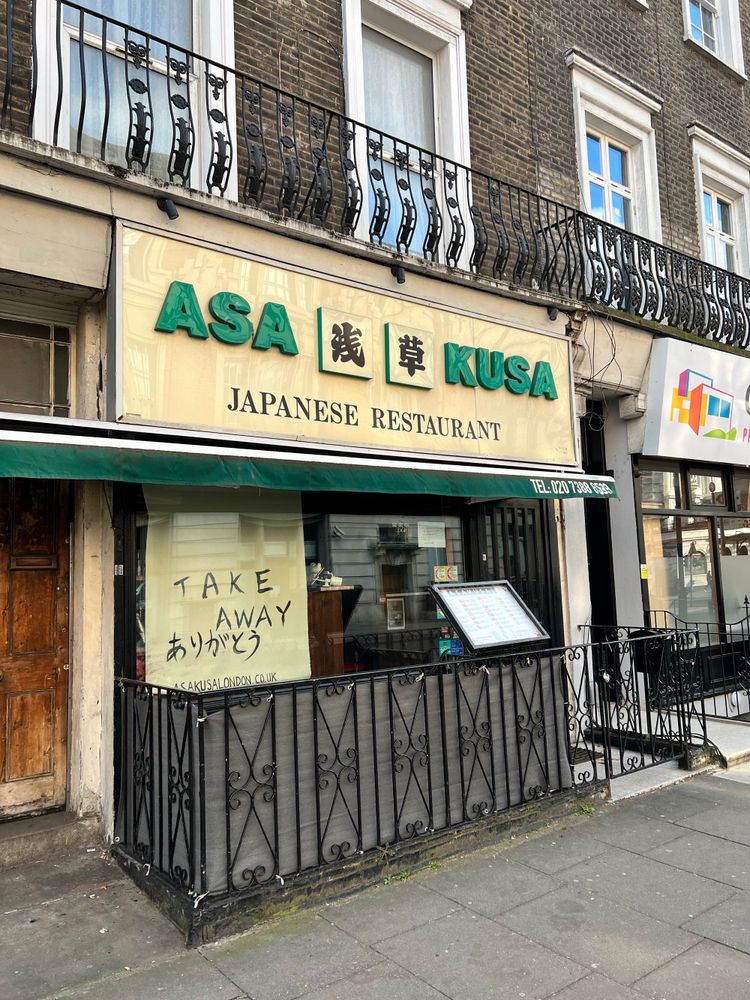 ASA 浅草 KUSA
JAPANESE RESTAURANT
TEL: 020 7388 8533
TAKE
AWAY
ありがとう
ASAKUSALONDON.CO.UK